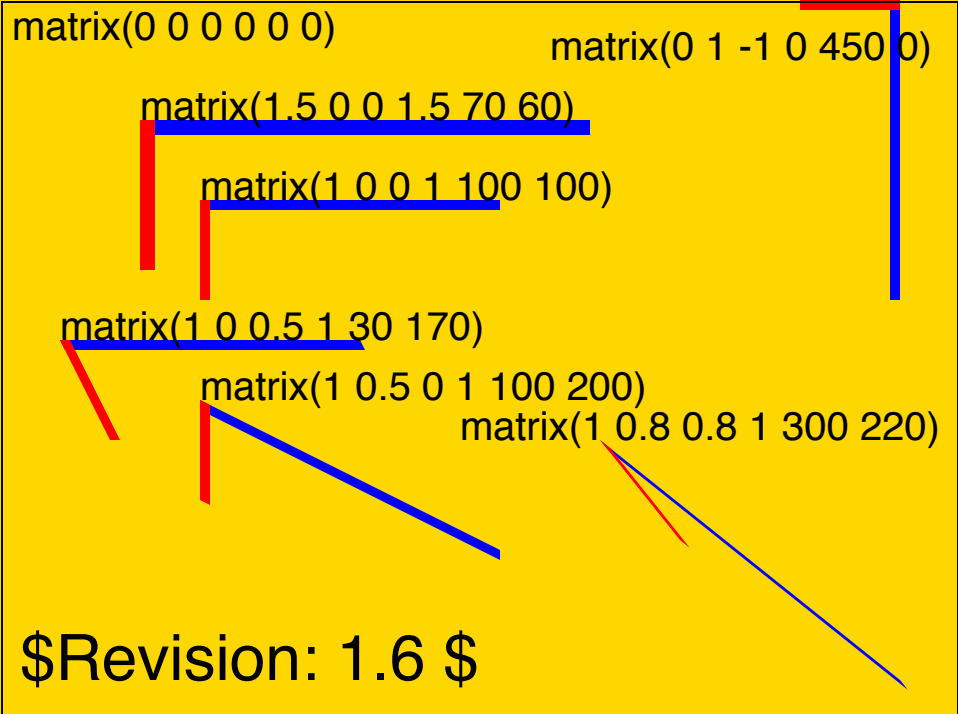 matrix(0 0 0 0 0 0)
matrix(0 1 -1 0 450 0)
matrix(1.5 0 0 1.5 70 60)
matrix(1 0 0 1 100 100)
matrix(1 0 0.5 1 30 170)
matrix(1 0.5 0 1 100 200)
matrix(1 0.8 0.8 1 300 220)
$Revision: 1.6 $